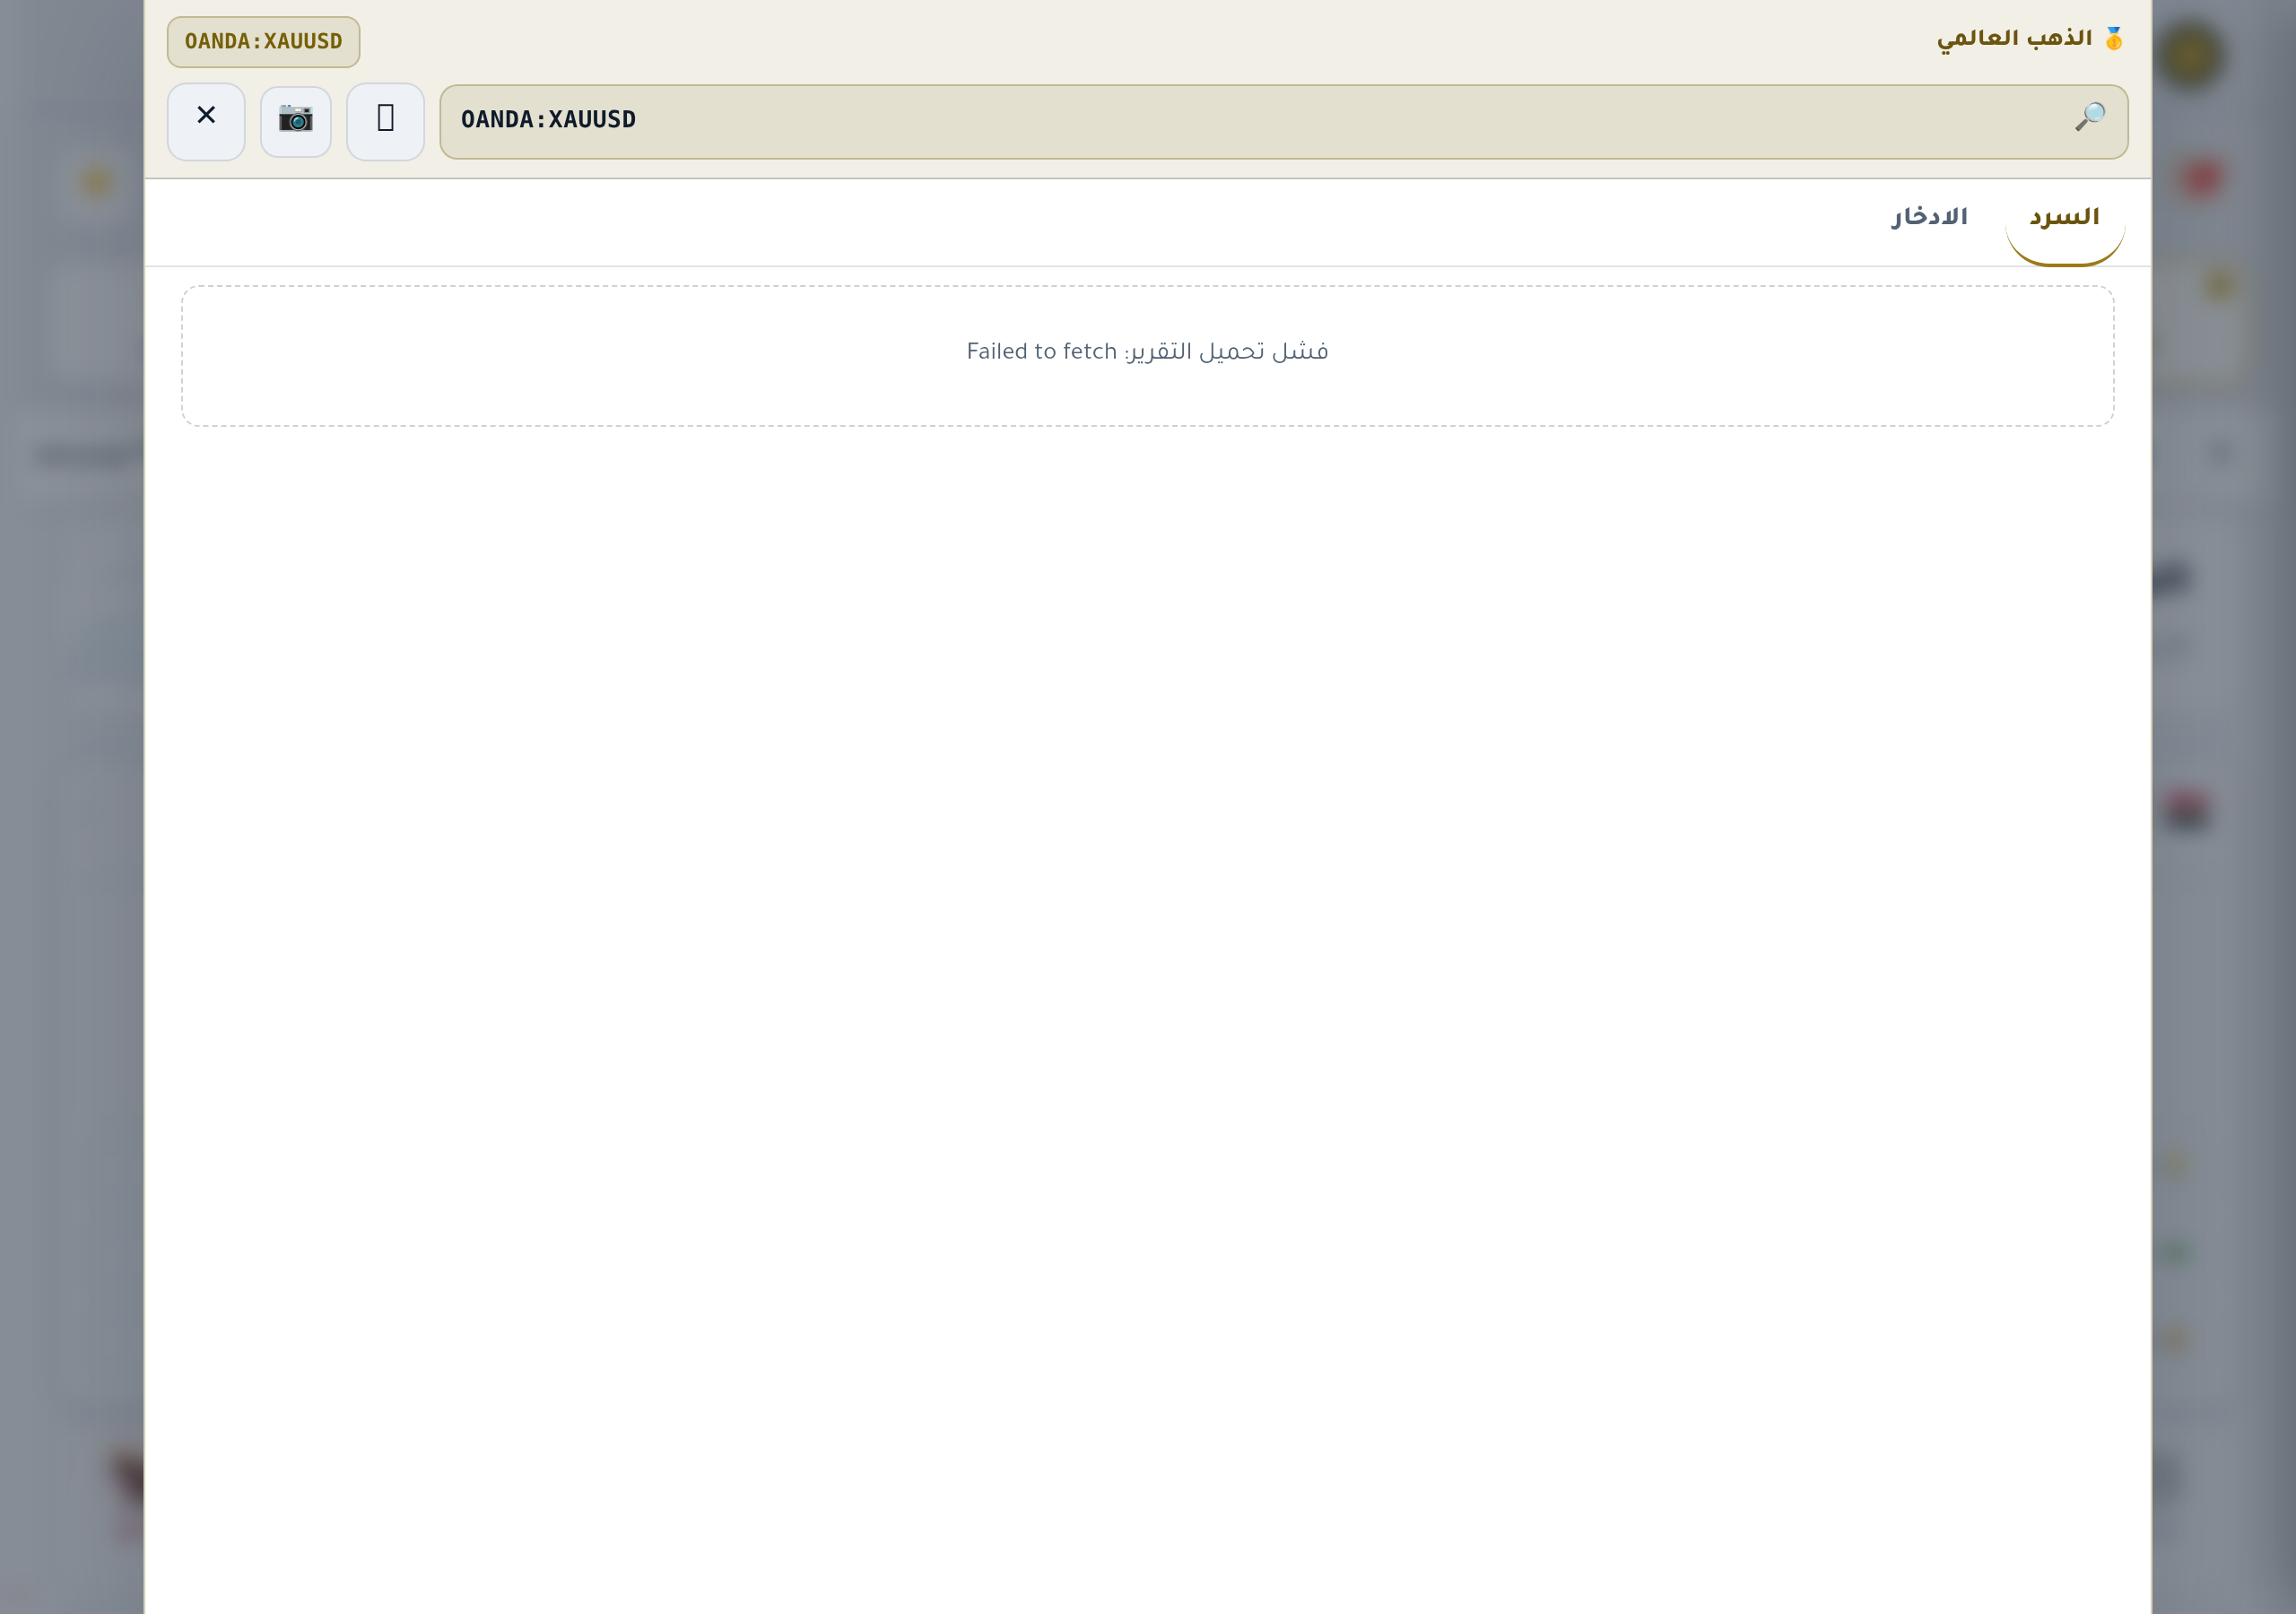 🥇 الذهب العالمي
OANDA:XAUUSD
OANDA:XAUUSD
السرد
الادخار
فشل تحميل التقرير: Failed to fetch